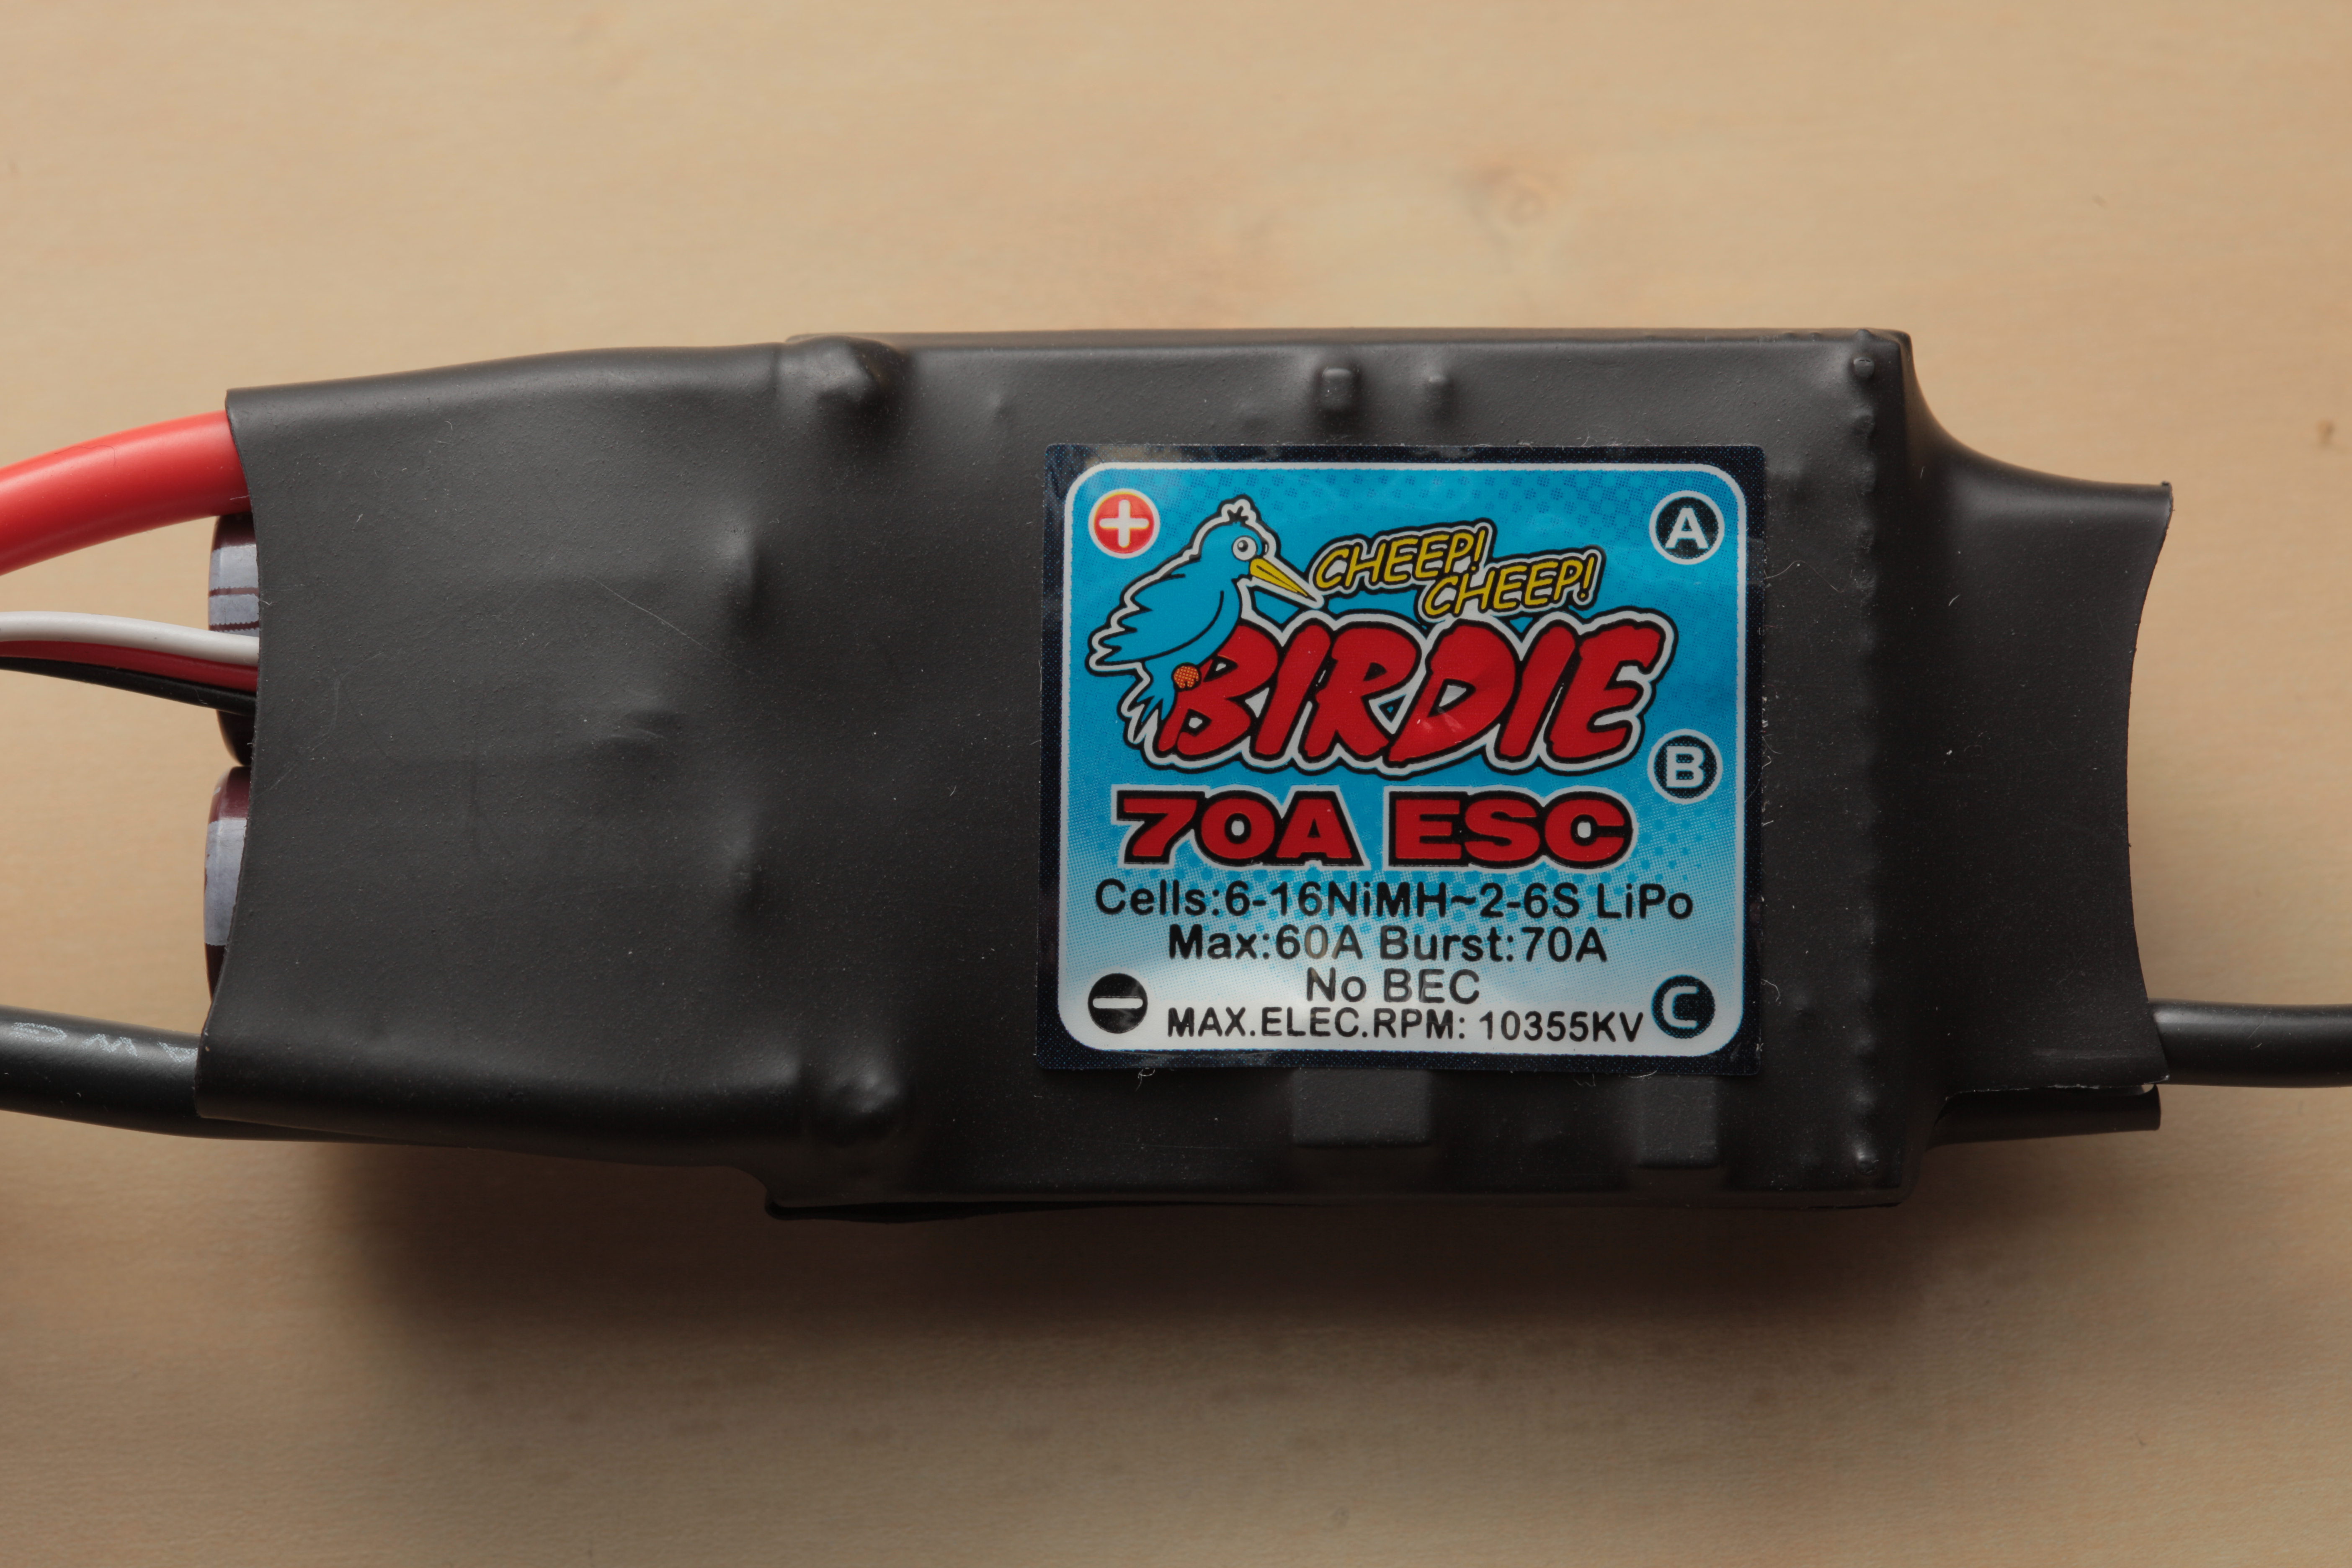 +
A
CHEEP!
CHEEP!
BIRDIE
B
70A ESC
Cells:6-16NiMH~2-6S LiPo
Max:60A Burst:70A
No BEC
MAX.ELEC.RPM: 10355KV
C